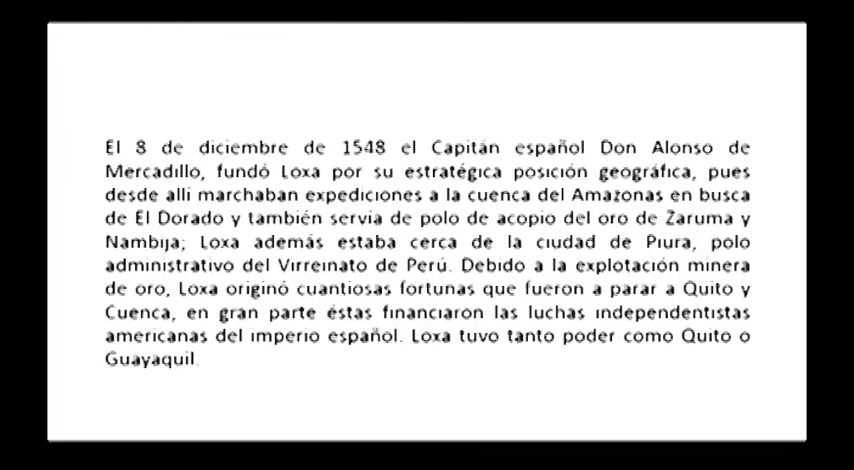 El 8 de diciembre de 1548 el Capitán español Don Alonso de
Mercadillo, fundó Loxa por su estratégica posición geográfica, pues
desde allí marchaban expediciones a la cuenca del Amazonas en busca
de El Dorado y también servía de polo de acopio del oro de Zaruma y
Nambija; Loxa además estaba cerca de la ciudad de Piura, polo
administrativo del Virreinato de Perú. Debido a la explotación minera
de oro, Loxa originó cuantiosas fortunas que fueron a parar a Quito y
Cuenca, en gran parte éstas financiaron las luchas independentistas
americanas del imperio español. Loxa tuvo tanto poder como Quito o
Guayaquil.